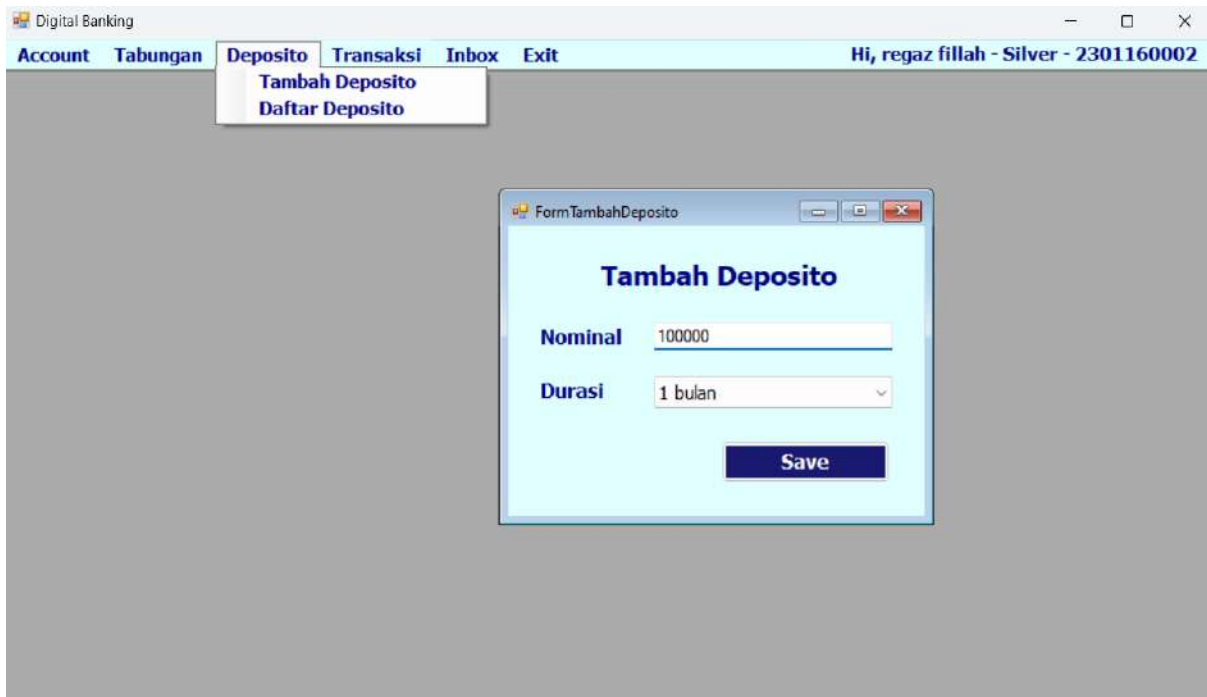 Digital Banking
Account Tabungan Deposito Transaksi Inbox Exit Hi, regaz fillah - Silver - 2301160002
Tambah Deposito
Daftar Deposito
FormTambahDeposito
Tambah Deposito
Nominal 100000
Durasi 1 bulan
Save